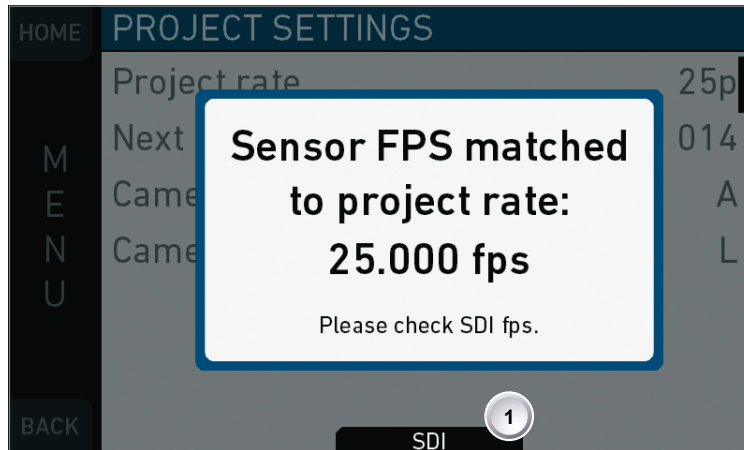 HOME
PROJECT SETTINGS
Project rate
25p
Next
014
Came
A
Came
L
MENU
Sensor FPS matched
to project rate:
25.000 fps
Please check SDI fps.
BACK
SDI
1